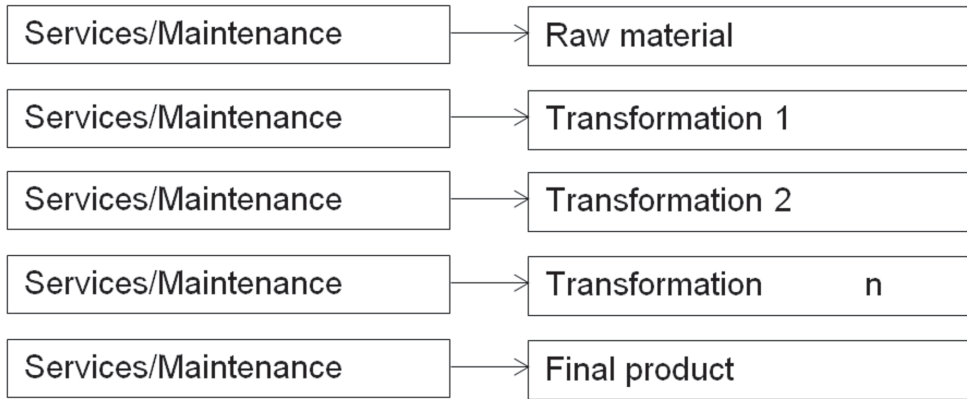 Services/Maintenance Raw material
Services/Maintenance Transformation 1
Services/Maintenance Transformation 2
Services/Maintenance Transformation n
Services/Maintenance Final product